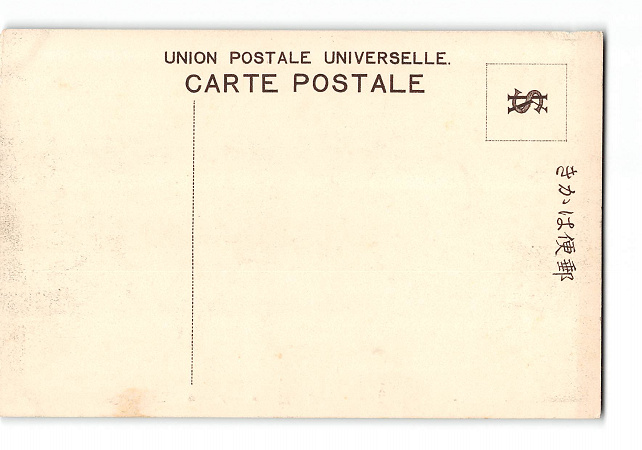 UNION POSTALE UNIVERSELLE.
CARTE POSTALE
きかは便郵